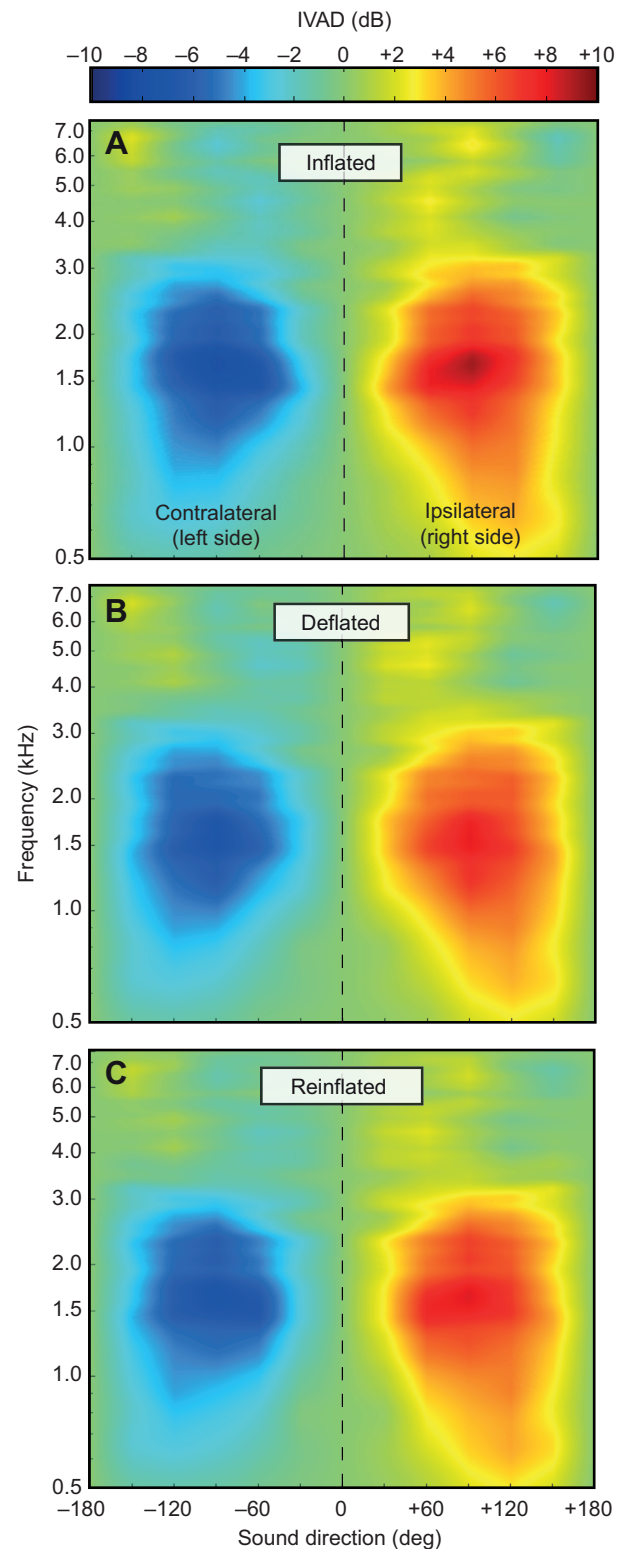 IVAD (dB)
–10 –8 –6 –4 –2 0 +2 +4 +6 +8 +10
A
Inflated
7.0
6.0
5.0
4.0
3.0
2.0
1.5
1.0
0.5
Contralateral
(left side)
Ipsilateral
(right side)
B
Deflated
7.0
6.0
5.0
4.0
3.0
2.0
1.5
1.0
0.5
Frequency (kHz)
C
Reinflated
7.0
6.0
5.0
4.0
3.0
2.0
1.5
1.0
0.5
–180 –120 –60 0 +60 +120 +180
Sound direction (deg)